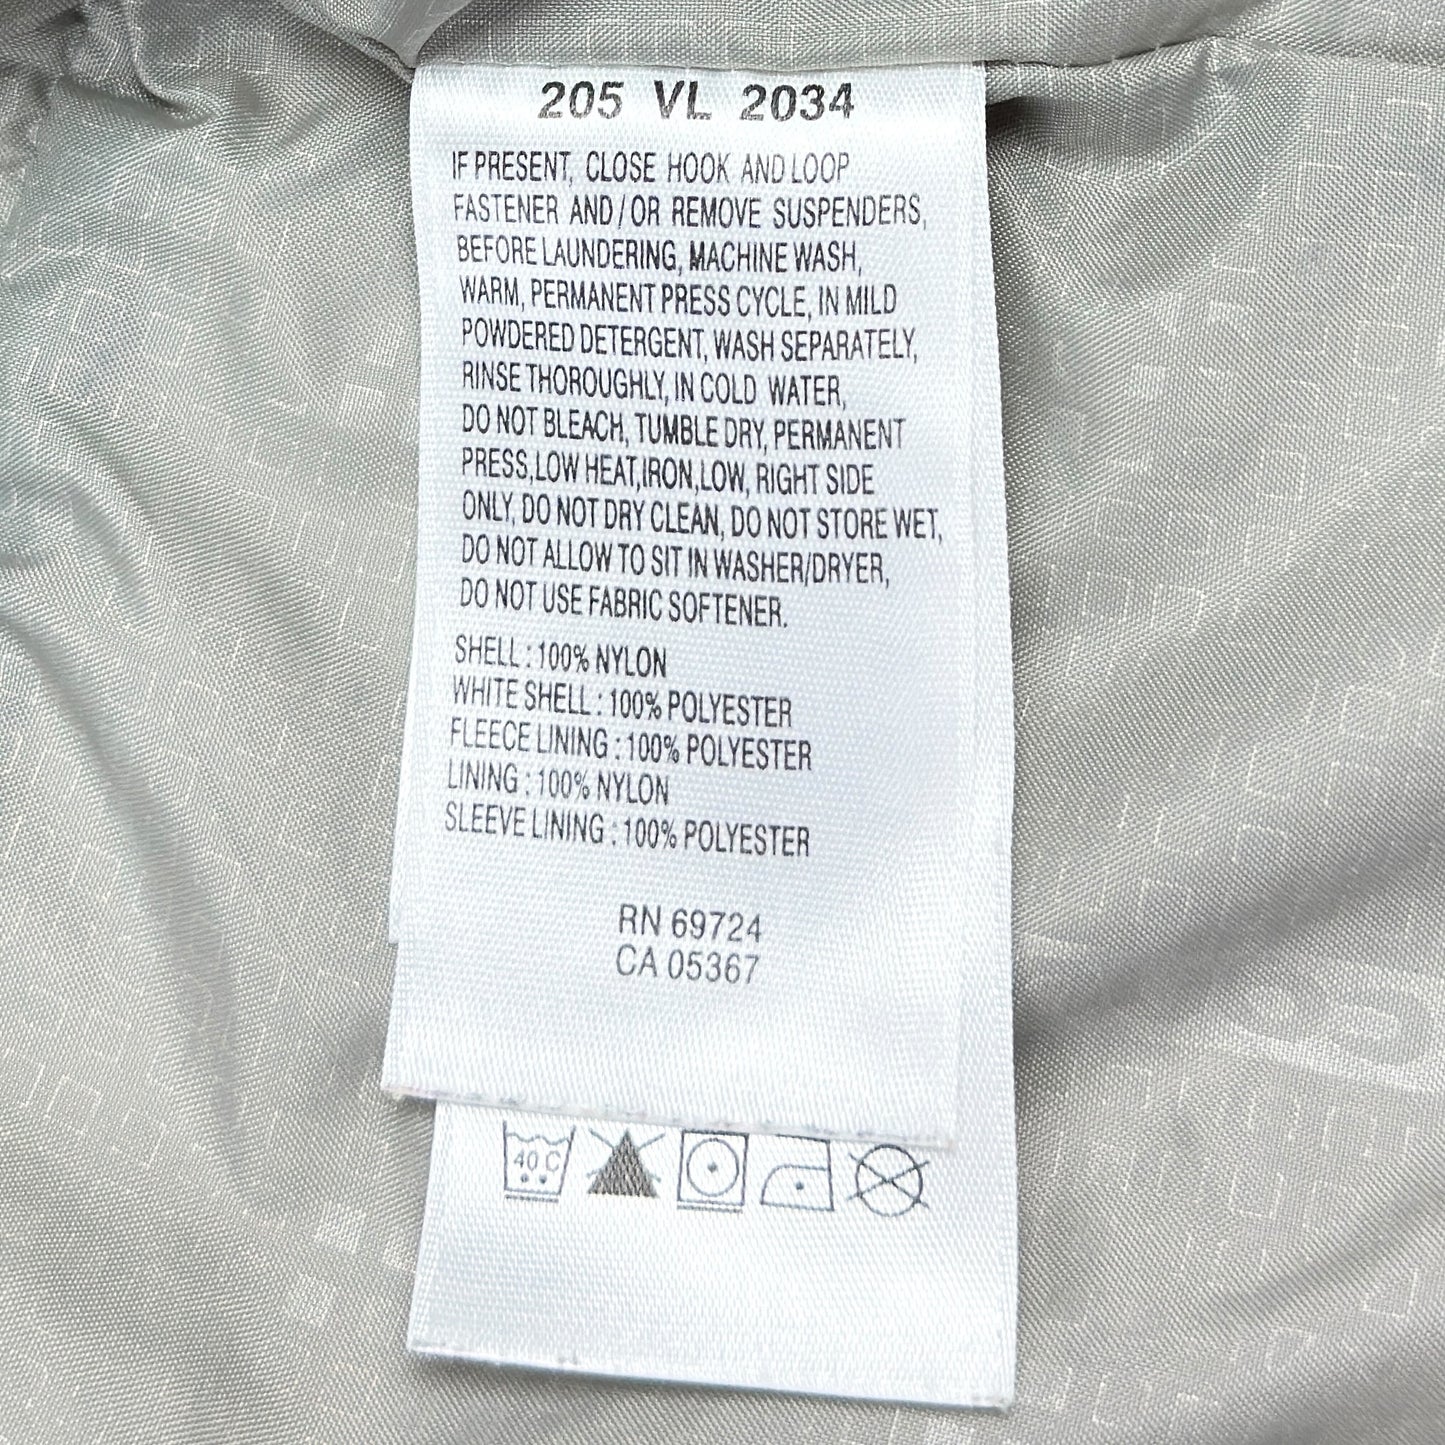 205 VL 2034
IF PRESENT, CLOSE HOOK AND LOOP
FASTENER AND/OR REMOVE SUSPENDERS,
BEFORE LAUNDERING, MACHINE WASH,
WARM, PERMANENT PRESS CYCLE, IN MILD
POWDERED DETERGENT, WASH SEPARATELY,
RINSE THOROUGHLY, IN COLD WATER,
DO NOT BLEACH, TUMBLE DRY, PERMANENT
PRESS,LOW HEAT,IRON,LOW, RIGHT SIDE
ONLY, DO NOT DRY CLEAN, DO NOT STORE WET,
DO NOT ALLOW TO SIT IN WASHER/DRYER,
DO NOT USE FABRIC SOFTENER.
SHELL : 100% NYLON
WHITE SHELL : 100% POLYESTER
FLEECE LINING : 100% POLYESTER
LINING : 100% NYLON
SLEEVE LINING : 100% POLYESTER
RN 69724
CA 05367
40 C